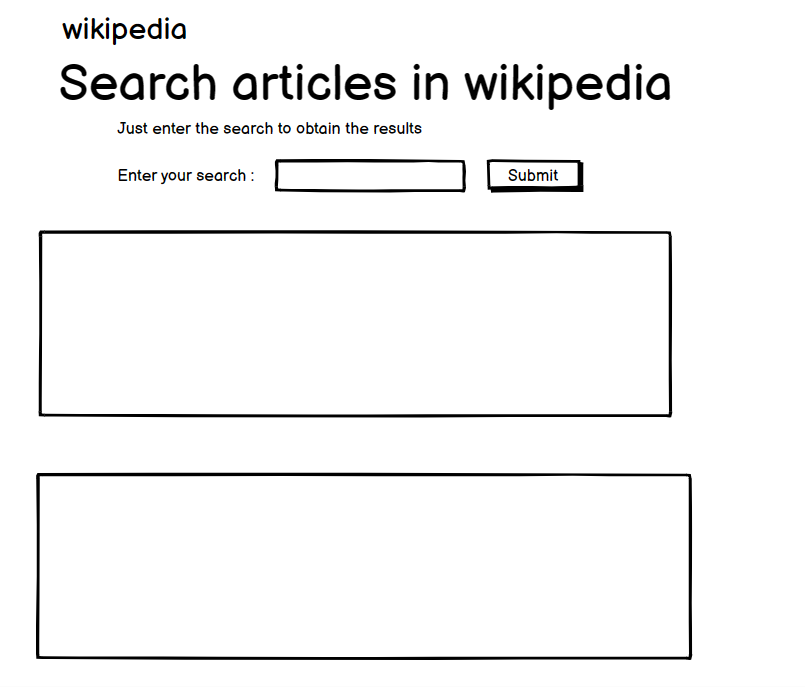 wikipedia
Search articles in wikipedia
Just enter the search to obtain the results
Enter your search : Submit